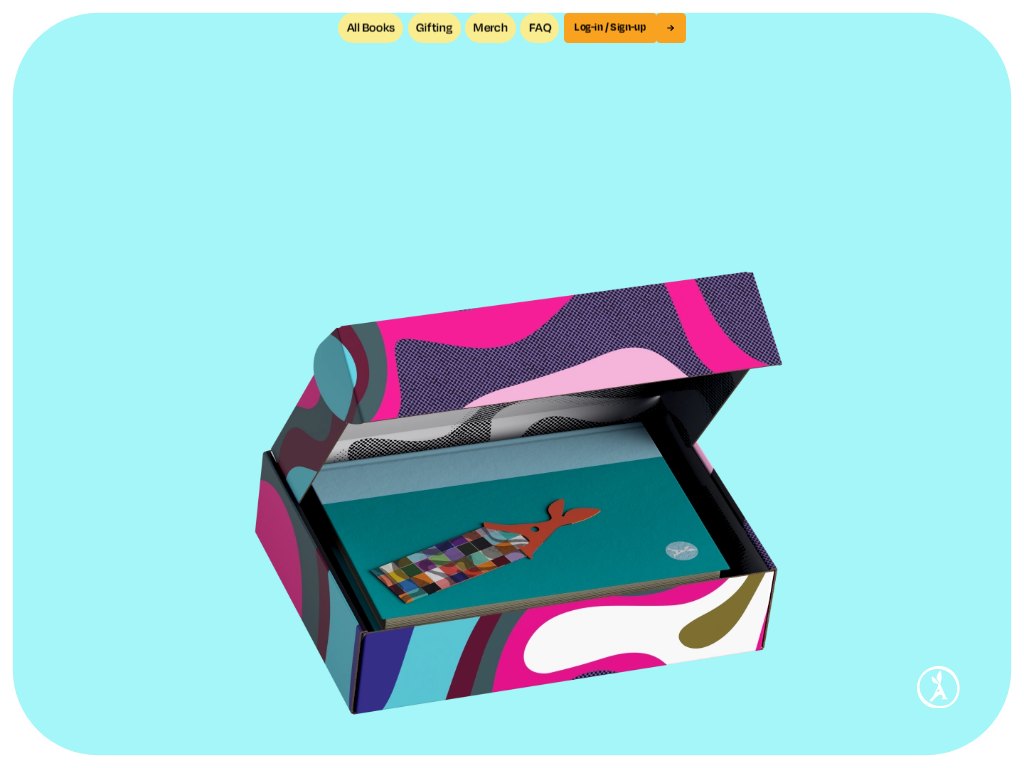 All Books
Gifting
Merch
FAQ
Log-in / Sign-up →